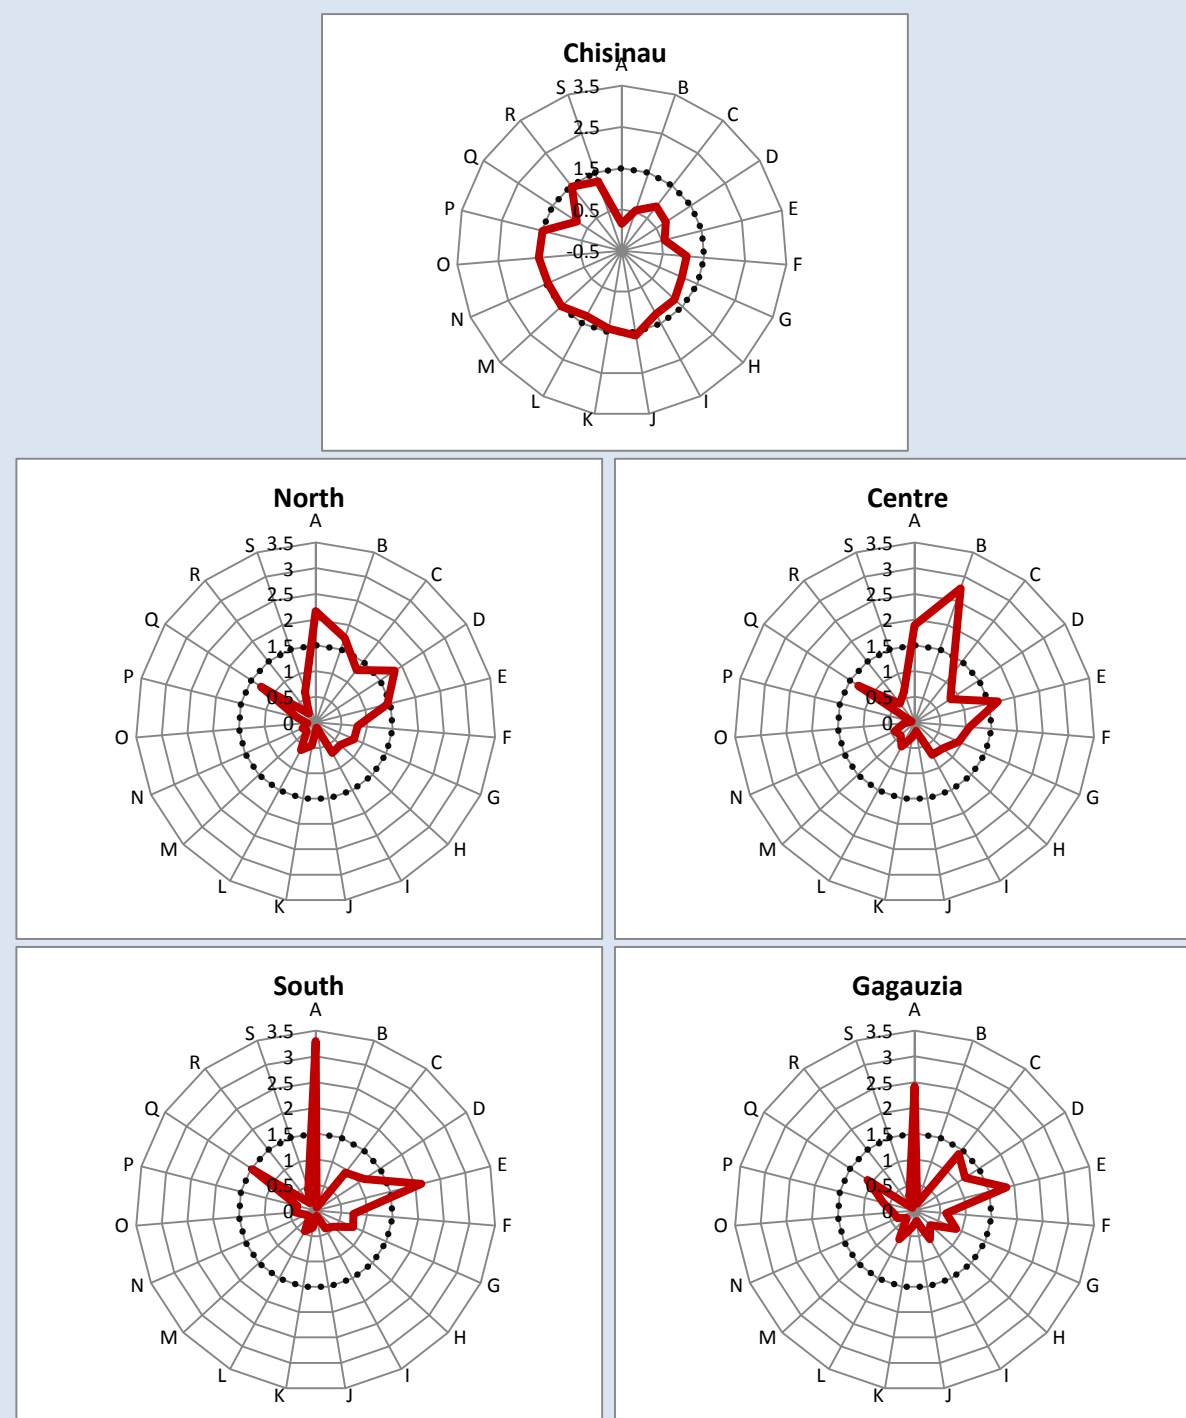 Chisinau
A
B
C
D
E
F
G
H
I
J
K
L
M
N
O
P
Q
R
S
3.5
2.5
1.5
0.5
-0.5
North
A
B
C
D
E
F
G
H
I
J
K
L
M
N
O
P
Q
R
S
3.5
3
2.5
2
1.5
1
0.5
0
Centre
A
B
C
D
E
F
G
H
I
J
K
L
M
N
O
P
Q
R
S
3.5
3
2.5
2
1.5
1
0.5
0
South
A
B
C
D
E
F
G
H
I
J
K
L
M
N
O
P
Q
R
S
3.5
3
2.5
2
1.5
1
0.5
0
Gagauzia
A
B
C
D
E
F
G
H
I
J
K
L
M
N
O
P
Q
R
S
3.5
3
2.5
2
1.5
1
0.5
0